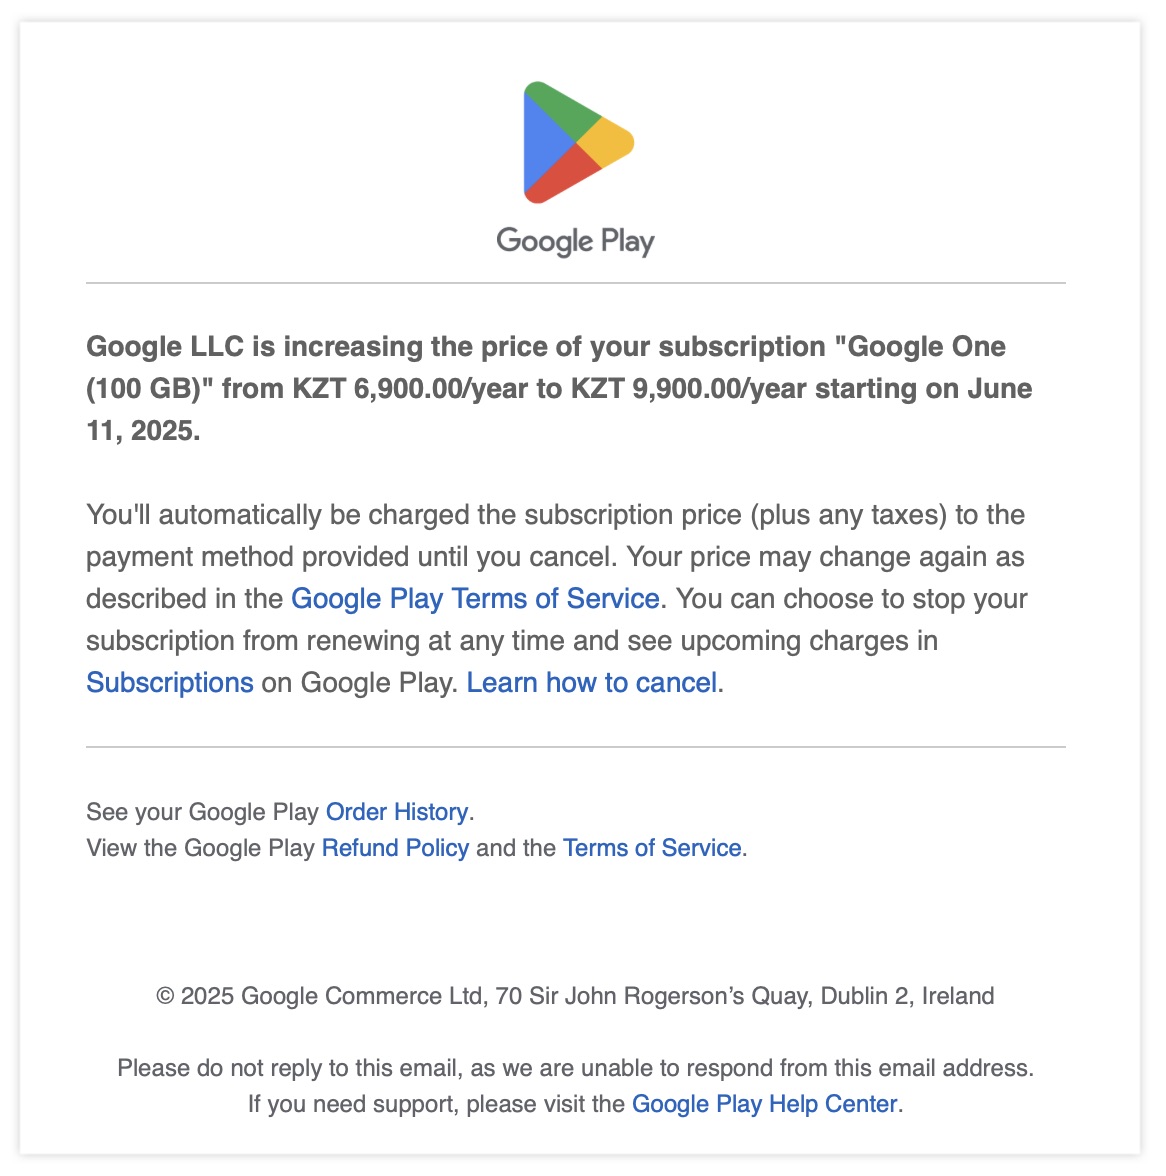 Google Play
Google LLC is increasing the price of your subscription "Google One
(100 GB)" from KZT 6,900.00/year to KZT 9,900.00/year starting on June
11, 2025.
You'll automatically be charged the subscription price (plus any taxes) to the
payment method provided until you cancel. Your price may change again as
described in the Google Play Terms of Service. You can choose to stop your
subscription from renewing at any time and see upcoming charges in
Subscriptions on Google Play. Learn how to cancel.
See your Google Play Order History.
View the Google Play Refund Policy and the Terms of Service.
© 2025 Google Commerce Ltd, 70 Sir John Rogerson’s Quay, Dublin 2, Ireland
Please do not reply to this email, as we are unable to respond from this email address.
If you need support, please visit the Google Play Help Center.